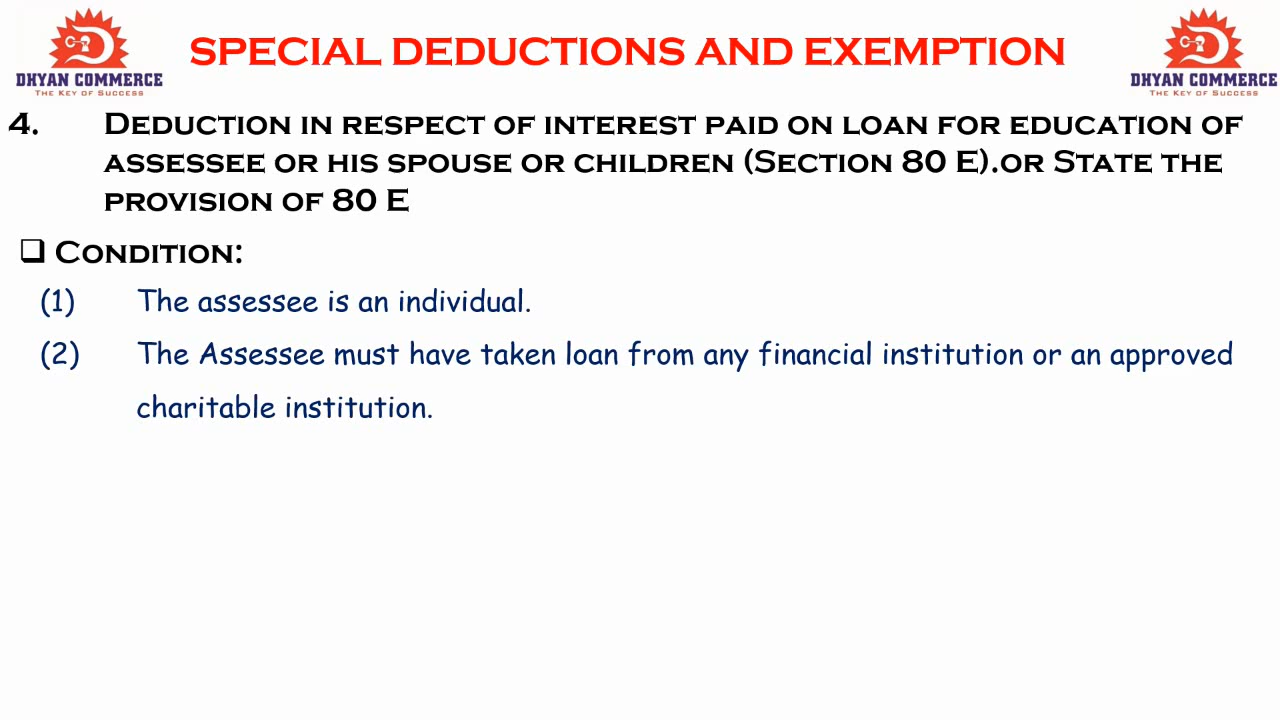 DHYAN COMMERCE
THE KEY OF SUCCESS
SPECIAL DEDUCTIONS AND EXEMPTION
DHYAN COMMERCE
THE KEY OF SUCCESS
4. DEDUCTION IN RESPECT OF INTEREST PAID ON LOAN FOR EDUCATION OF
ASSESSEE OR HIS SPOUSE OR CHILDREN (SECTION 80 E).OR STATE THE
PROVISION OF 80 E
❑ CONDITION:
(1) The assessee is an individual.
(2) The Assessee must have taken loan from any financial institution or an approved
charitable institution.